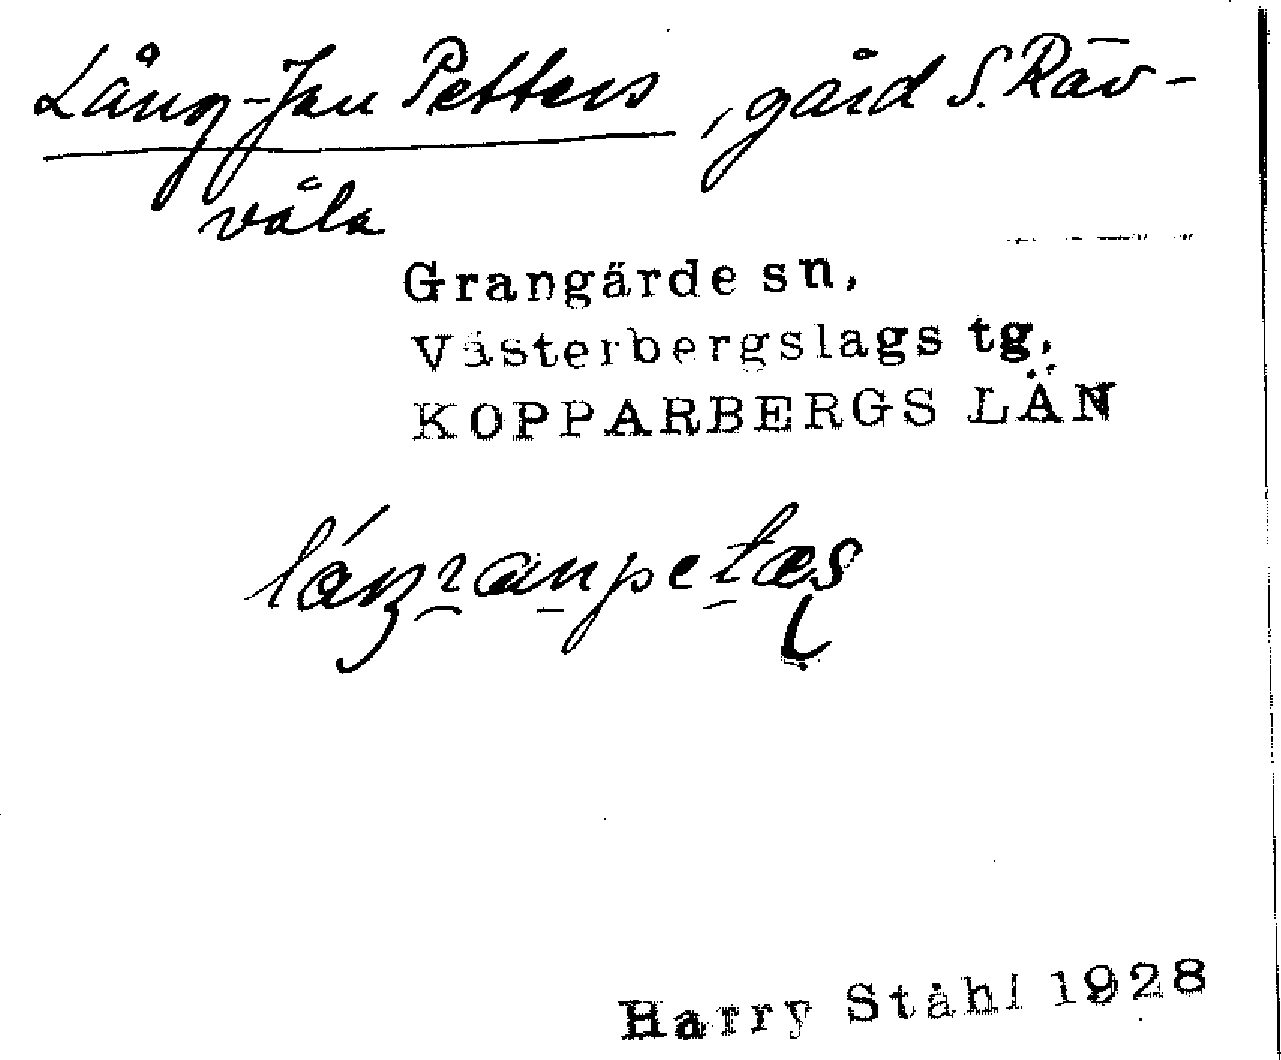 Lång-Jan Petters, gård S. Räv-
våla
Grangärde sn,
Västerbergslags tg,
KOPPARBERGS LÄN
Harry Ståhl 1928